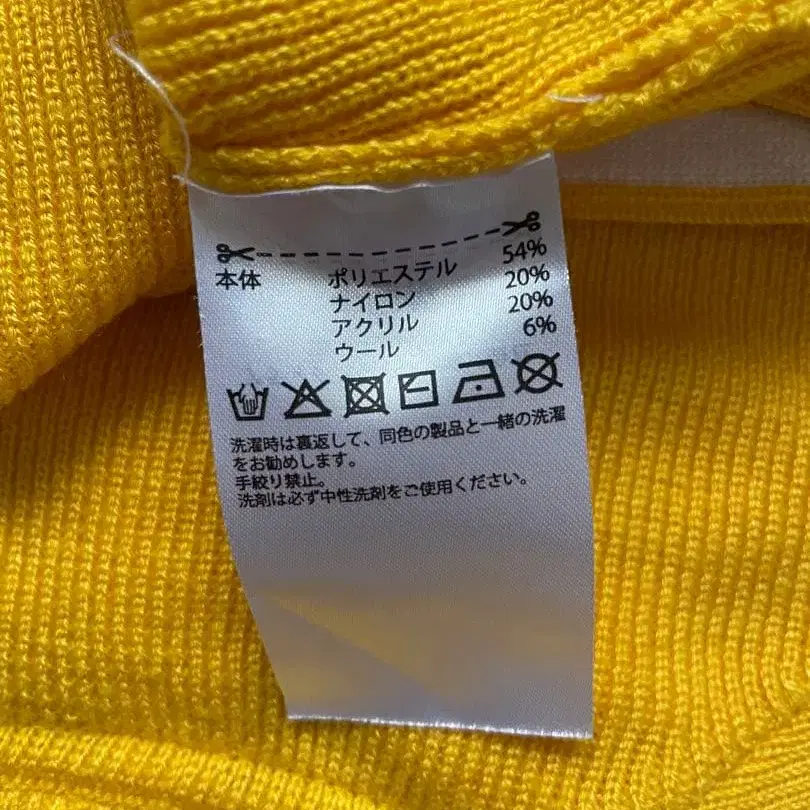 本体 ポリエステル 54%
ナイロン 20%
アクリル 20%
ウール 6%
洗濯時は裏返して、同色の製品と一緒の洗濯
をお勧めします。
手絞り禁止。
洗剤は必ず中性洗剤をご使用ください。